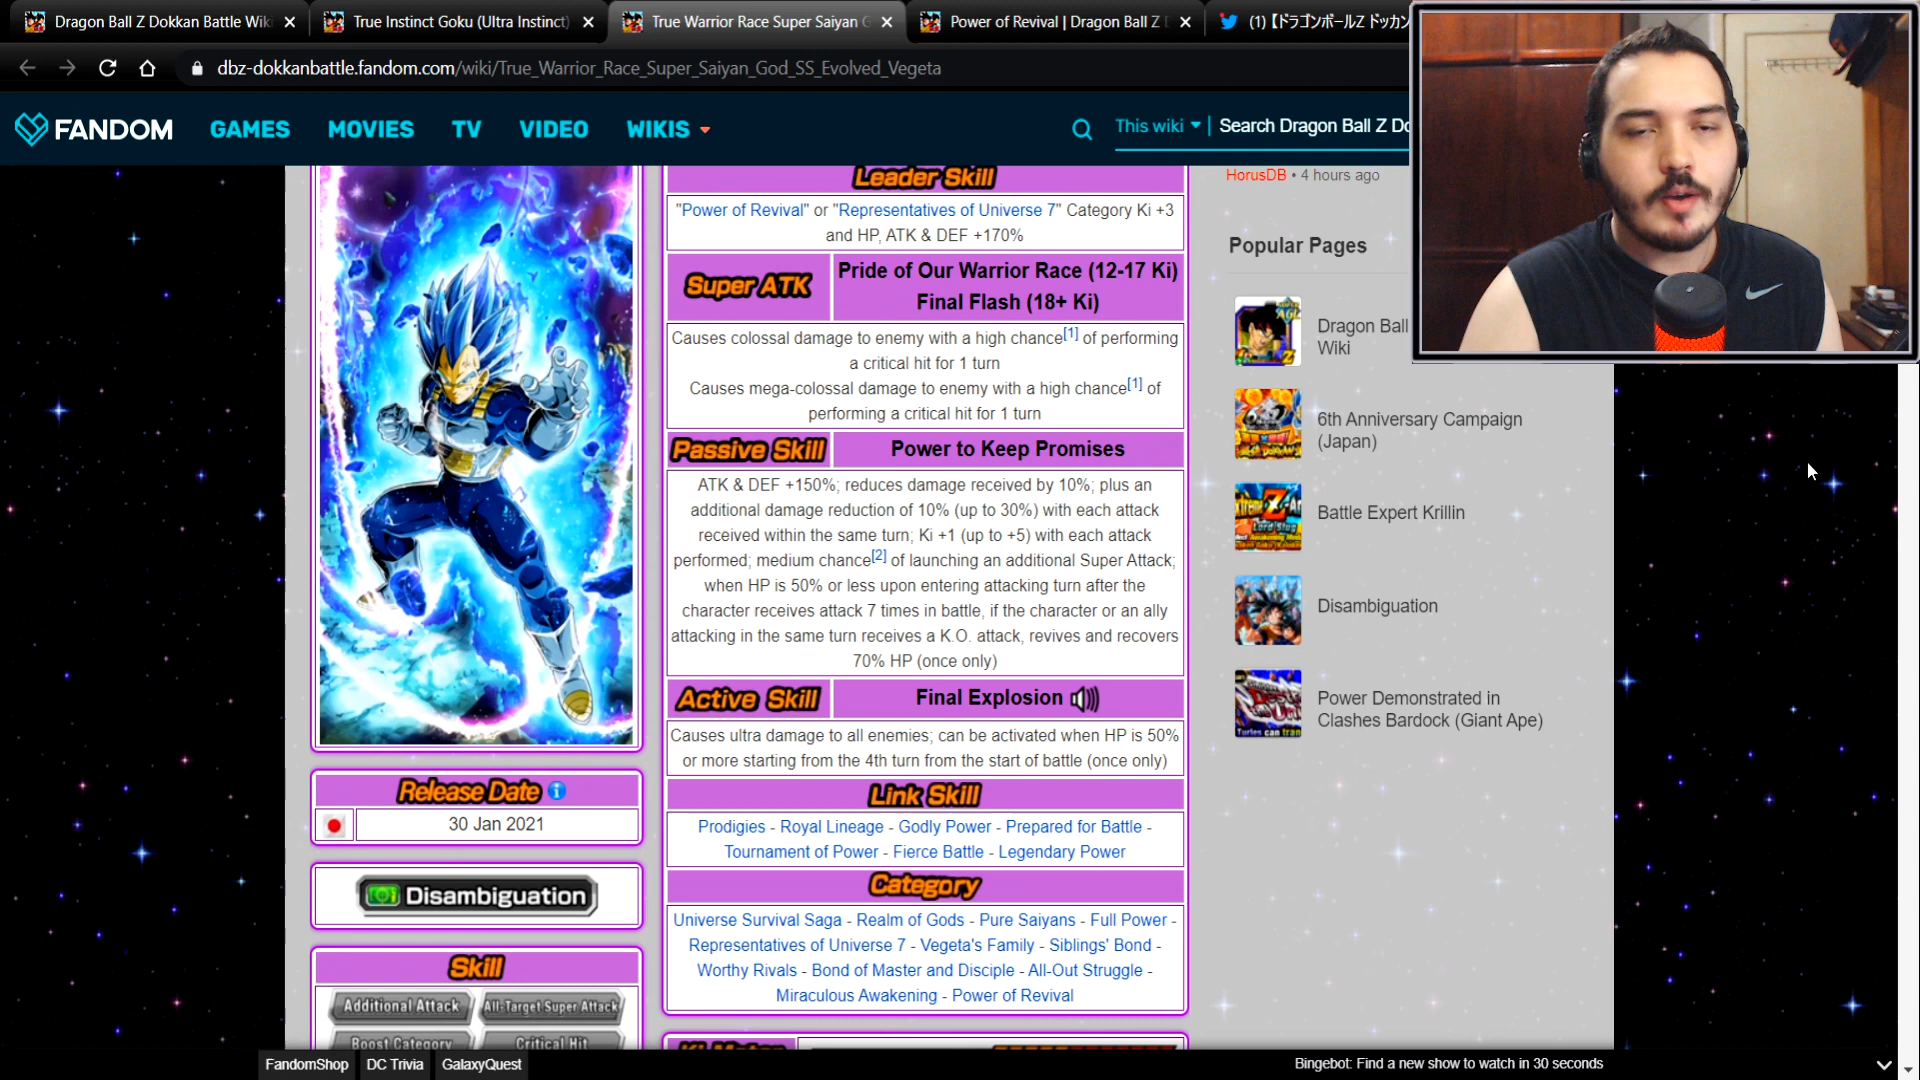 Dragon Ball Z Dokkan Battle Wiki
True Instinct Goku (Ultra Instinct)
True Warrior Race Super Saiyan G
Power of Revival | Dragon Ball Z D
(1)【ドラゴンボールZ ドッカン
dbz-dokkanbattle.fandom.com/wiki/True_Warrior_Race_Super_Saiyan_God_SS_Evolved_Vegeta
FANDOM GAMES MOVIES TV VIDEO WIKIS
This wiki Search Dragon Ball Z Do
HorusDB • 4 hours ago
Leader Skill
"Power of Revival" or "Representatives of Universe 7" Category Ki +3
and HP, ATK & DEF +170%
Super ATK
Pride of Our Warrior Race (12-17 Ki)
Final Flash (18+ Ki)
Causes colossal damage to enemy with a high chance[1] of performing
a critical hit for 1 turn
Causes mega-colossal damage to enemy with a high chance[1] of
performing a critical hit for 1 turn
Passive Skill Power to Keep Promises
ATK & DEF +150%; reduces damage received by 10%; plus an
additional damage reduction of 10% (up to 30%) with each attack
received within the same turn; Ki +1 (up to +5) with each attack
performed; medium chance[2] of launching an additional Super Attack;
when HP is 50% or less upon entering attacking turn after the
character receives attack 7 times in battle, if the character or an ally
attacking in the same turn receives a K.O. attack, revives and recovers
70% HP (once only)
Active Skill Final Explosion
Causes ultra damage to all enemies; can be activated when HP is 50%
or more starting from the 4th turn from the start of battle (once only)
Link Skill
Prodigies - Royal Lineage - Godly Power - Prepared for Battle -
Tournament of Power - Fierce Battle - Legendary Power
Category
Universe Survival Saga - Realm of Gods - Pure Saiyans - Full Power -
Representatives of Universe 7 - Vegeta's Family - Siblings' Bond -
Worthy Rivals - Bond of Master and Disciple - All-Out Struggle -
Miraculous Awakening - Power of Revival
Ki Meter
Release Date
30 Jan 2021
Disambiguation
Skill
Additional Attack All-Target Super Attack
Boost Category Critical Hit
Popular Pages
Dragon Ball
Wiki
6th Anniversary Campaign
(Japan)
Battle Expert Krillin
Disambiguation
Power Demonstrated in
Clashes Bardock (Giant Ape)
FandomShop DC Trivia GalaxyQuest
Bingebot: Find a new show to watch in 30 seconds